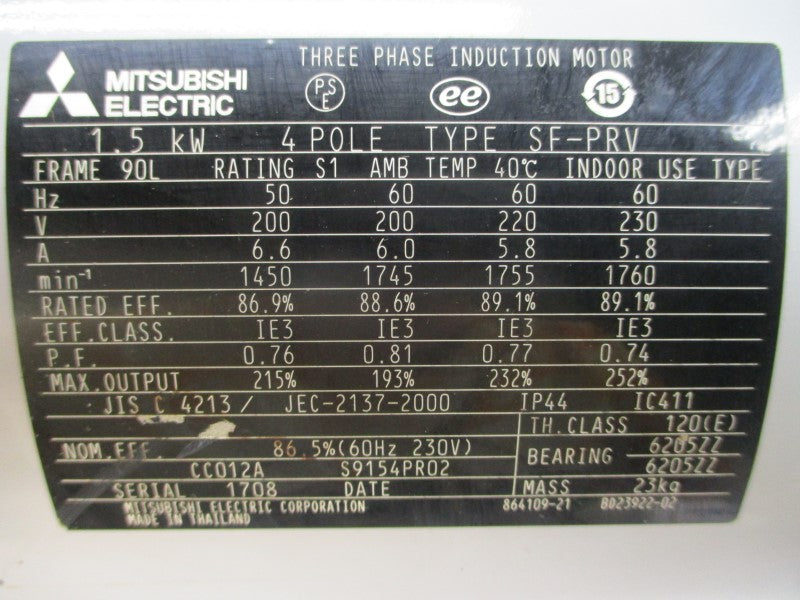 THREE PHASE INDUCTION MOTOR
MITSUBISHI
ELECTRIC
PS
E
ee
15
1.5 kW 4 POLE TYPE SF-PRV
FRAME 90L RATING S1 AMB TEMP 40℃ INDOOR USE TYPE
Hz 50 60 60 60
V 200 200 220 230
A 6.6 6.0 5.8 5.8
min⁻¹ 1450 1745 1755 1760
RATED EFF. 86.9% 88.6% 89.1% 89.1%
EFF.CLASS. IE3 IE3 IE3 IE3
P.F. 0.76 0.81 0.77 0.74
MAX.OUTPUT 215% 193% 232% 252%
JIS C 4213 / JEC-2137-2000 IP44 IC411
TH.CLASS 120(E)
NOM.EFF. 86.5%(60Hz 230V)
BEARING 6205ZZ
6205ZZ
CC012A S9154PR02
SERIAL 1708 DATE MASS 23kg
MITSUBISHI ELECTRIC CORPORATION 864109-21 BD23922-02
MADE IN THAILAND